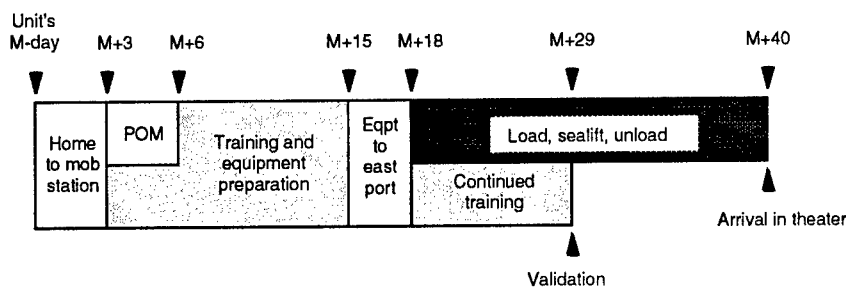 Unit's
M-day
M+3
M+6
M+15
M+18
M+29
M+40
Home
to mob
station
POM
Training and
equipment
preparation
Eqpt
to
east
port
Load, sealift, unload
Continued
training
Arrival in theater
Validation